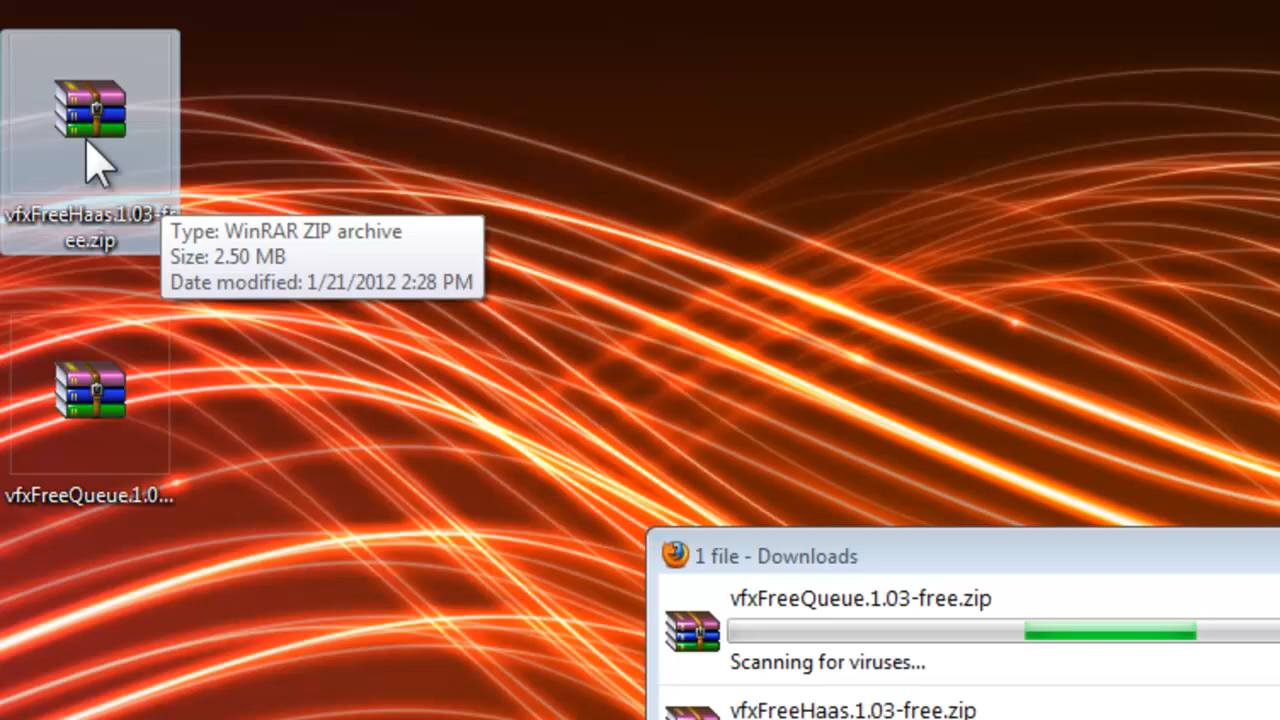 vfxFreeHaas.1.03-fr
ee.zip
Type: WinRAR ZIP archive
Size: 2.50 MB
Date modified: 1/21/2012 2:28 PM
vfxFreeQueue.1.0...
1 file - Downloads
vfxFreeQueue.1.03-free.zip
Scanning for viruses...
vfxFreeHaas.1.03-free.zip